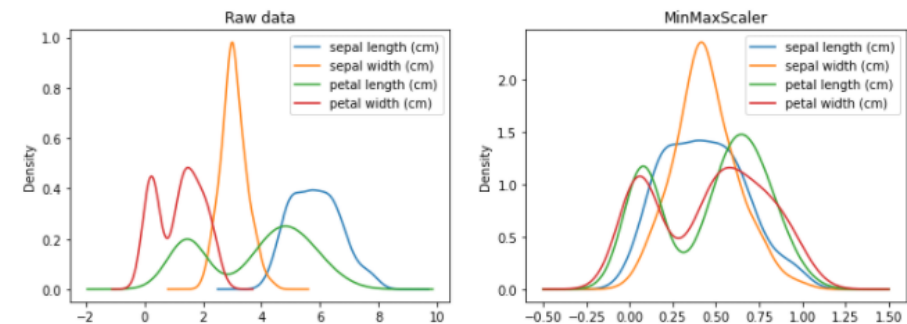 Raw data
1.0
0.8
0.6
0.4
0.2
0.0
Density
sepal length (cm)
sepal width (cm)
petal length (cm)
petal width (cm)
−2 0 2 4 6 8 10
MinMaxScaler
2.0
1.5
1.0
0.5
0.0
Density
sepal length (cm)
sepal width (cm)
petal length (cm)
petal width (cm)
−0.50 −0.25 0.00 0.25 0.50 0.75 1.00 1.25 1.50